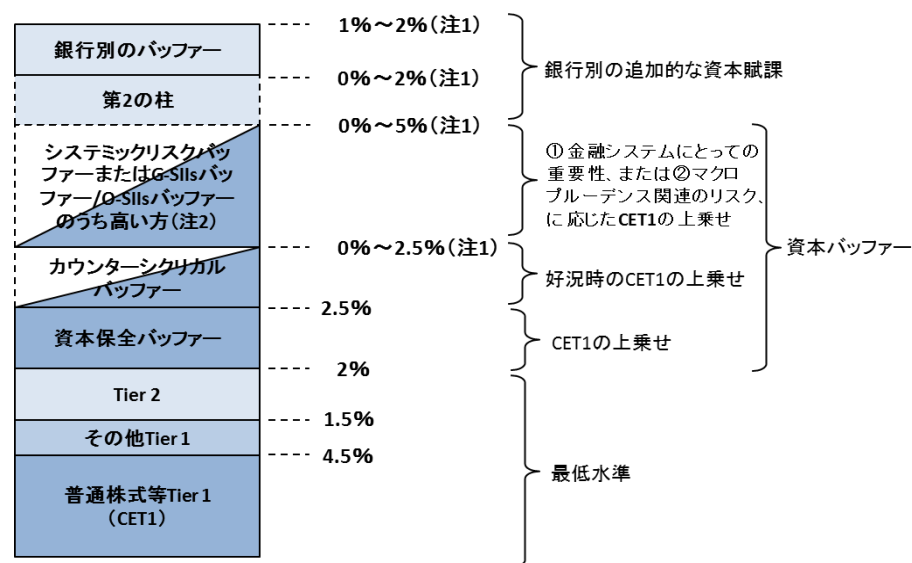 銀行別のバッファー
第2の柱
システミックリスクバッ
ファーまたはG-SIIsバッ
ファー/O-SIIsバッファー
のうち高い方（注2）
カウンターシクリカル
バッファー
資本保全バッファー
Tier 2
その他Tier 1
普通株式等Tier 1
（CET1）
1%～2%（注1）
0%～2%（注1）
0%～5%（注1）
0%～2.5%（注1）
2.5%
2%
1.5%
4.5%
銀行別の追加的な資本賦課
①金融システムにとっての
重要性、または②マクロ
プルーデンス関連のリスク、
に応じたCET1の上乗せ
好況時のCET1の上乗せ
CET1の上乗せ
最低水準
資本バッファー